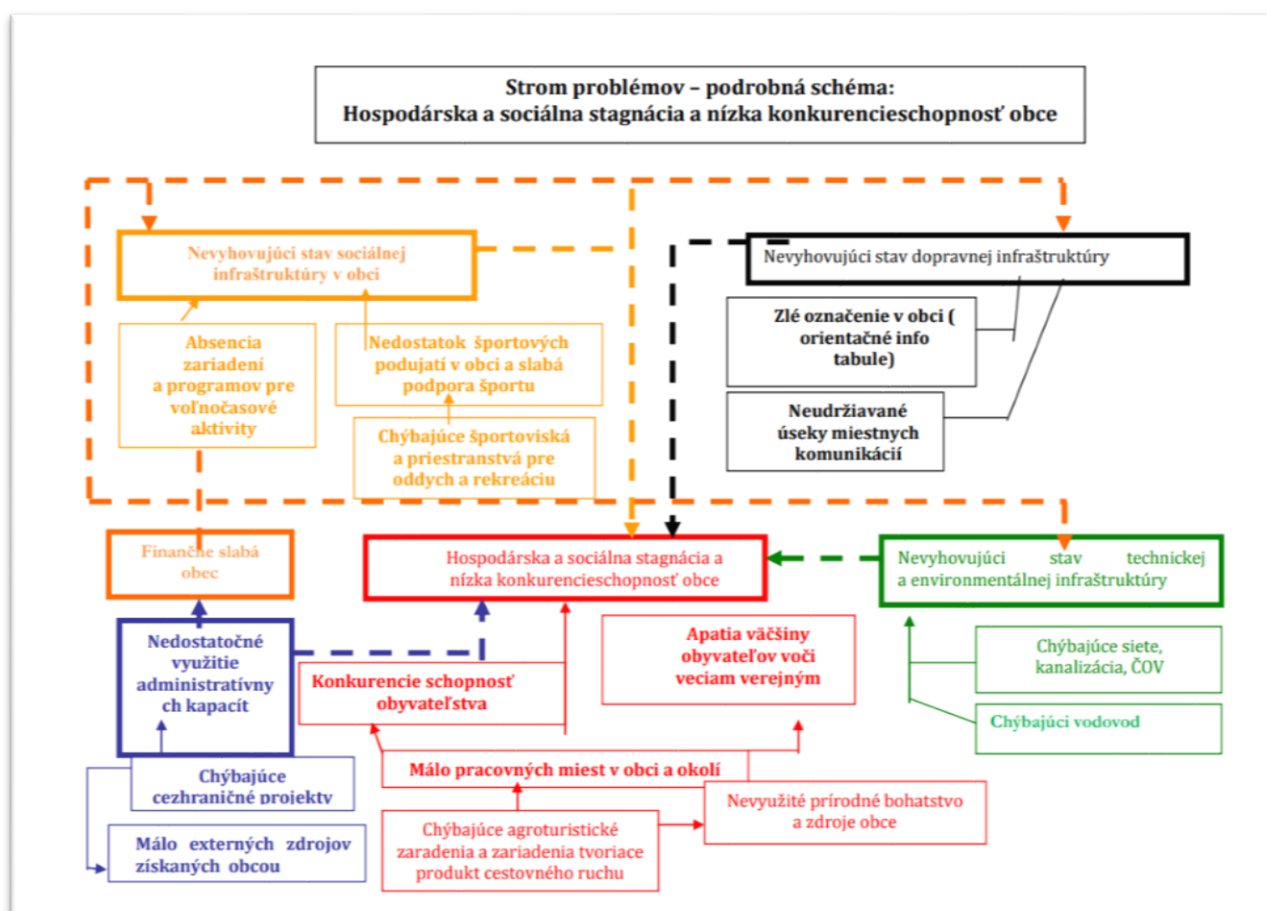 Strom problémov – podrobná schéma:
Hospodárska a sociálna stagnácia a nízka konkurencieschopnosť obce
Nevyhovujúci stav sociálnej
infraštruktúry v obci
Nevyhovujúci stav dopravnej infraštruktúry
Absencia
zariadení
a programov pre
voľnočasové
aktivity
Nedostatok športových
podujatí v obci a slabá
podpora športu
Chýbajúce športoviská
a priestranstvá pre
oddych a rekreáciu
Zlé označenie v obci (
orientačné info
tabule)
Neudržiavané
úseky miestnych
komunikácií
Finančne slabá
obec
Hospodárska a sociálna stagnácia a
nízka konkurencieschopnosť obce
Nevyhovujúci stav technickej
a environmentálnej infraštruktúry
Nedostatočné
využitie
administratívny
ch kapacít
Konkurencie schopnosť
obyvateľstva
Apatia väčšiny
obyvateľov voči
veciam verejným
Chýbajúce siete,
kanalizácia, ČOV
Chýbajúci vodovod
Chýbajúce
cezhraničné projekty
Málo externých zdrojov
získaných obcou
Málo pracovných miest v obci a okolí
Chýbajúce agroturistické
zaradenia a zariadenia tvoriace
produkt cestovného ruchu
Nevyužité prírodné bohatstvo
a zdroje obce